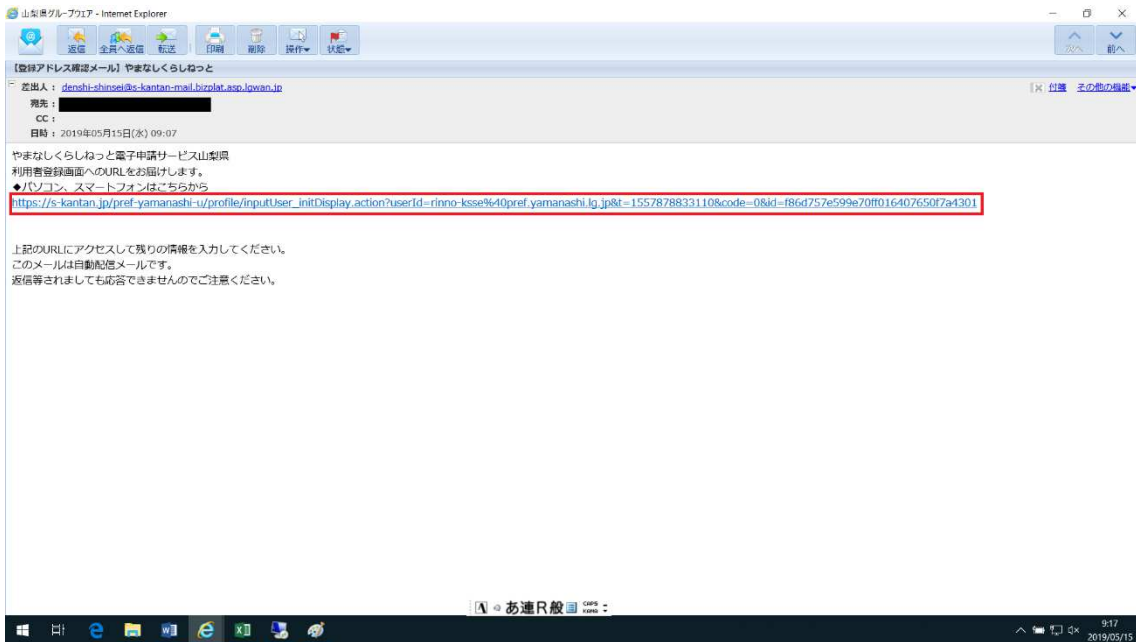 山梨県グループウェア - Internet Explorer
返信 全員へ返信 転送 印刷 削除 操作▾ 状態▾ 次へ 前へ
【登録アドレス確認メール】やまなしくらしねっと
差出人： denshi-shinsei@s-kantan-mail.bizplat.asp.lgwan.jp 付箋 その他の機能▾
宛先：
CC：
日時： 2019年05月15日(水) 09:07
やまなしくらしねっと電子申請サービス山梨県
利用者登録画面へのURLをお届けします。
◆パソコン、スマートフォンはこちらから
https://s-kantan.jp/pref-yamanashi-u/profile/inputUser_initDisplay.action?userId=rinno-ksse%40pref.yamanashi.lg.jp&t=1557878833110&code=0&id=f86d757e599e70ff016407650f7a4301
上記のURLにアクセスして残りの情報を入力してください。
このメールは自動配信メールです。
返信等されましても応答できませんのでご注意ください。
A あ連R般 CAPS KANA
9:17
2019/05/15